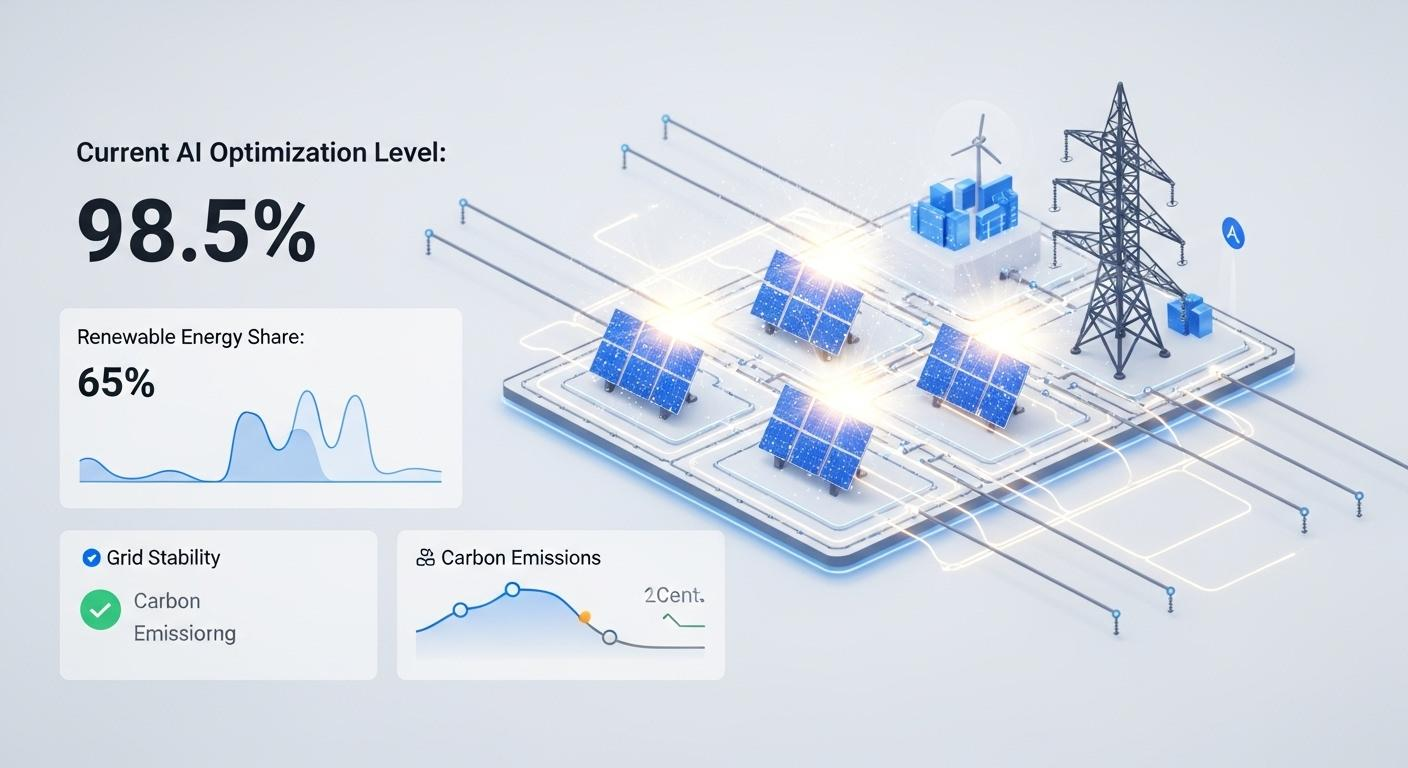 Current AI Optimization Level:
98.5%
Renewable Energy Share:
65%
Grid Stability
Carbon
Emissiorng
Carbon Emissions
2Cent.
A